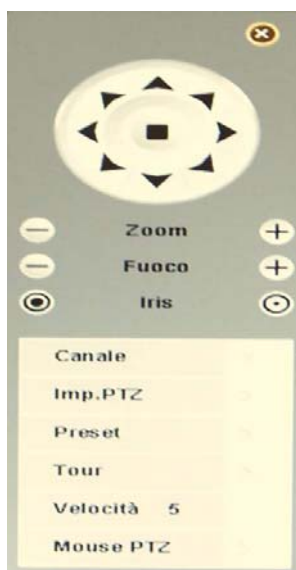 Zoom
Fuoco
Iris
Canale
Imp.PTZ
Preset
Tour
Velocità 5
Mouse PTZ